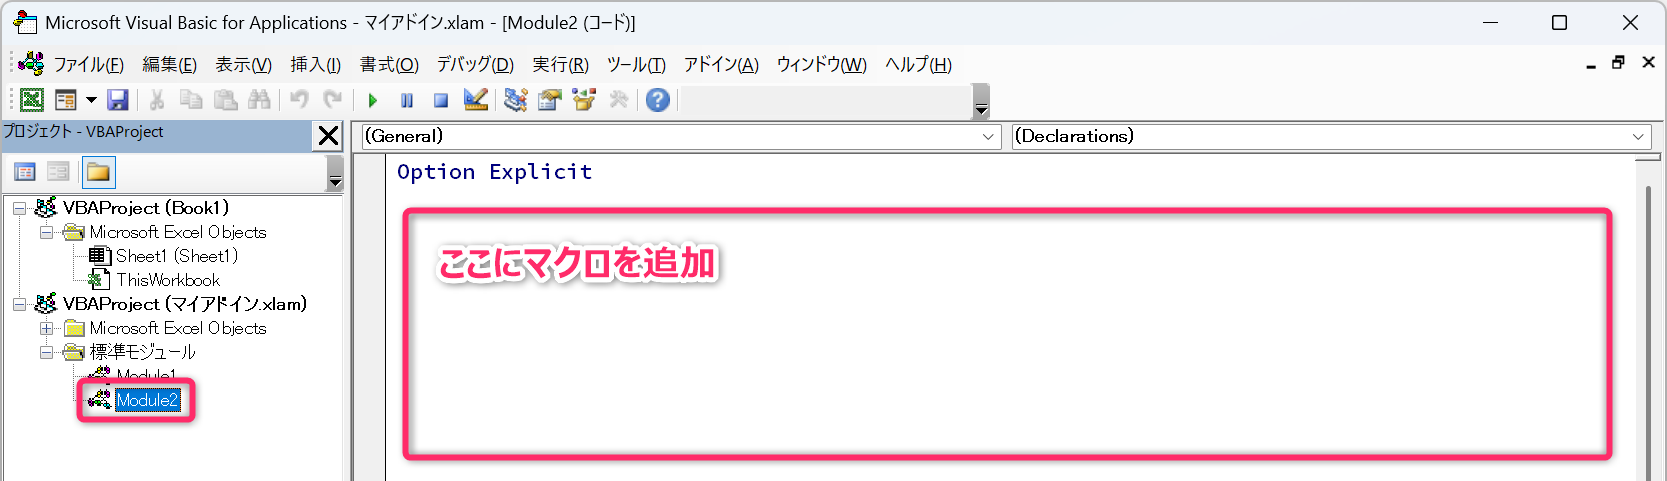 Microsoft Visual Basic for Applications - マイアドイン.xlam - [Module2 (コード)]
ファイル(F) 編集(E) 表示(V) 挿入(I) 書式(O) デバッグ(D) 実行(R) ツール(T) アドイン(A) ウィンドウ(W) ヘルプ(H)
プロジェクト - VBAProject
(General) (Declarations)
Option Explicit
VBAProject (Book1)
Microsoft Excel Objects
Sheet1 (Sheet1)
ThisWorkbook
VBAProject (マイアドイン.xlam)
Microsoft Excel Objects
標準モジュール
Module1
Module2
ここにマクロを追加